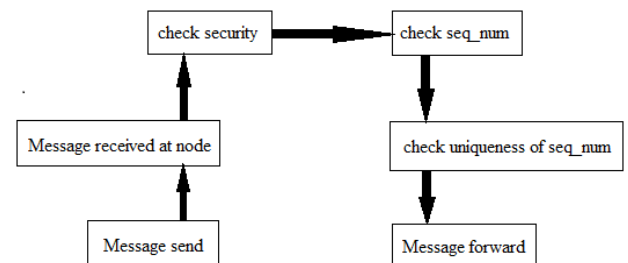 check security
check seq_num
Message received at node
check uniqueness of seq_num
Message send
Message forward